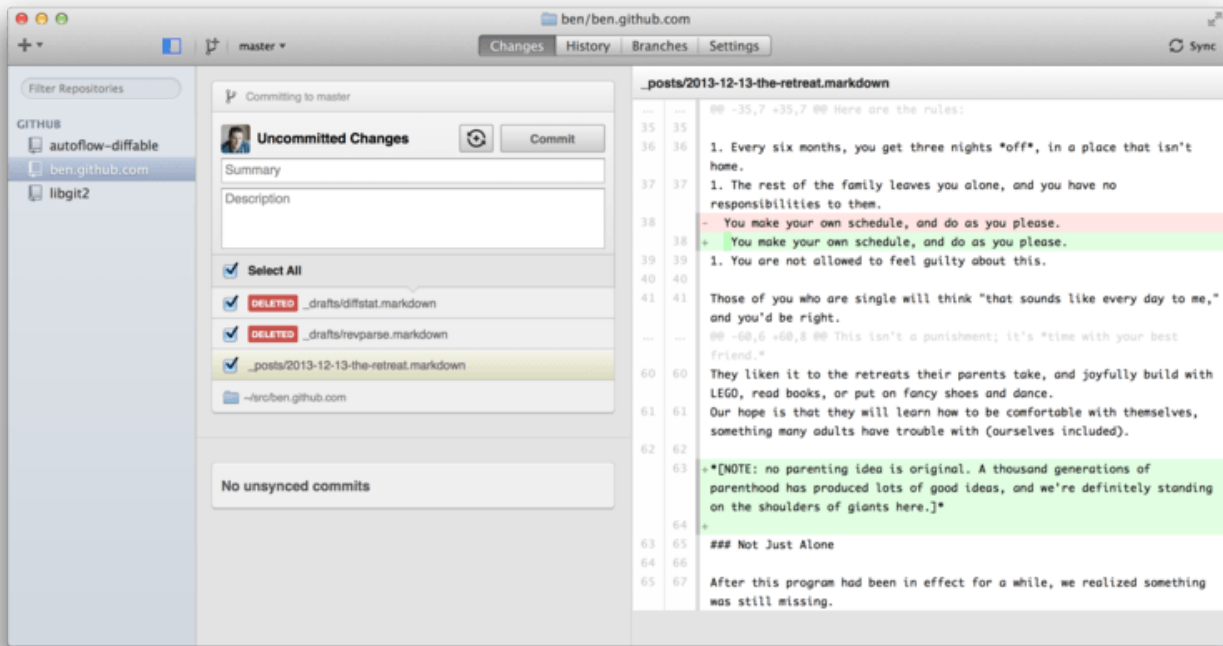 ben/ben.github.com
master
Changes
History
Branches
Settings
Sync
Filter Repositories
GITHUB
autoflow-diffable
ben.github.com
libgit2
Committing to master
Uncommitted Changes
Commit
Summary
Description
Select All
DELETED _drafts/diffstat.markdown
DELETED _drafts/revparse.markdown
_posts/2013-12-13-the-retreat.markdown
~/src/ben.github.com
No unsynced commits
_posts/2013-12-13-the-retreat.markdown
... ... @@ -35,7 +35,7 @@ Here are the rules:
35 35
36 36 1. Every six months, you get three nights *off*, in a place that isn't
home.
37 37 1. The rest of the family leaves you alone, and you have no
responsibilities to them.
38 - You make your own schedule, and do as you please.
38 + You make your own schedule, and do as you please.
39 39 1. You are not allowed to feel guilty about this.
40 40
41 41 Those of you who are single will think "that sounds like every day to me,"
and you'd be right.
... ... @@ -60,6 +60,8 @@ This isn't a punishment; it's *time with your best
friend.*
60 60 They liken it to the retreats their parents take, and joyfully build with
LEGO, read books, or put on fancy shoes and dance.
61 61 Our hope is that they will learn how to be comfortable with themselves,
something many adults have trouble with (ourselves included).
62 62
63 +*[NOTE: no parenting idea is original. A thousand generations of
parenthood has produced lots of good ideas, and we're definitely standing
on the shoulders of giants here.]*
64 +
63 65 ### Not Just Alone
64 66
65 67 After this program had been in effect for a while, we realized something
was still missing.